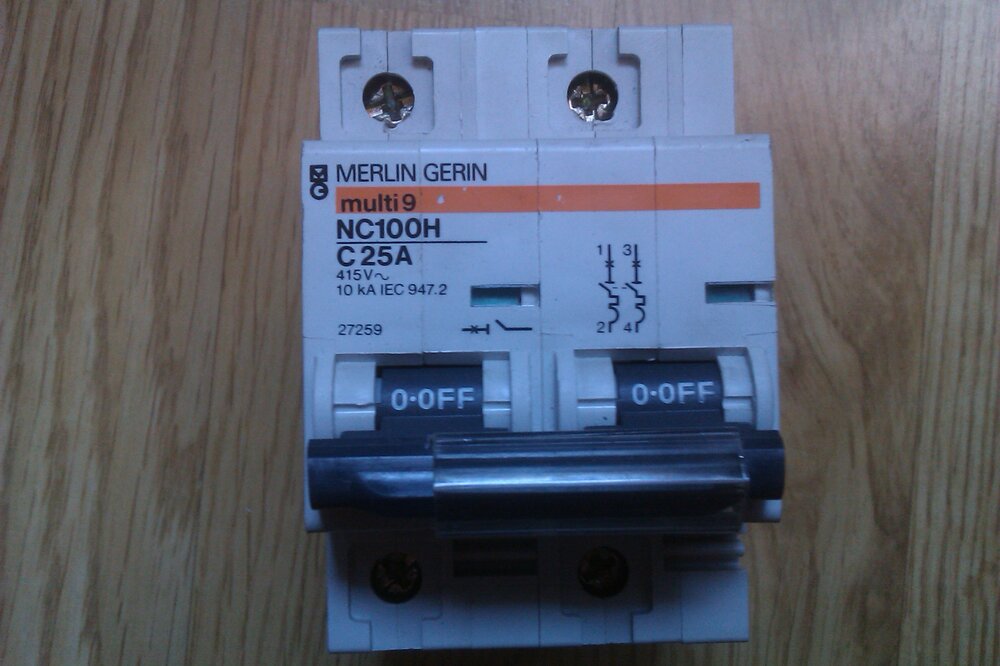 MG MERLIN GERIN
multi 9
NC100H
C 25A
415V~
10 kA IEC 947.2
27259
1 3
2 4
0·OFF 0·OFF